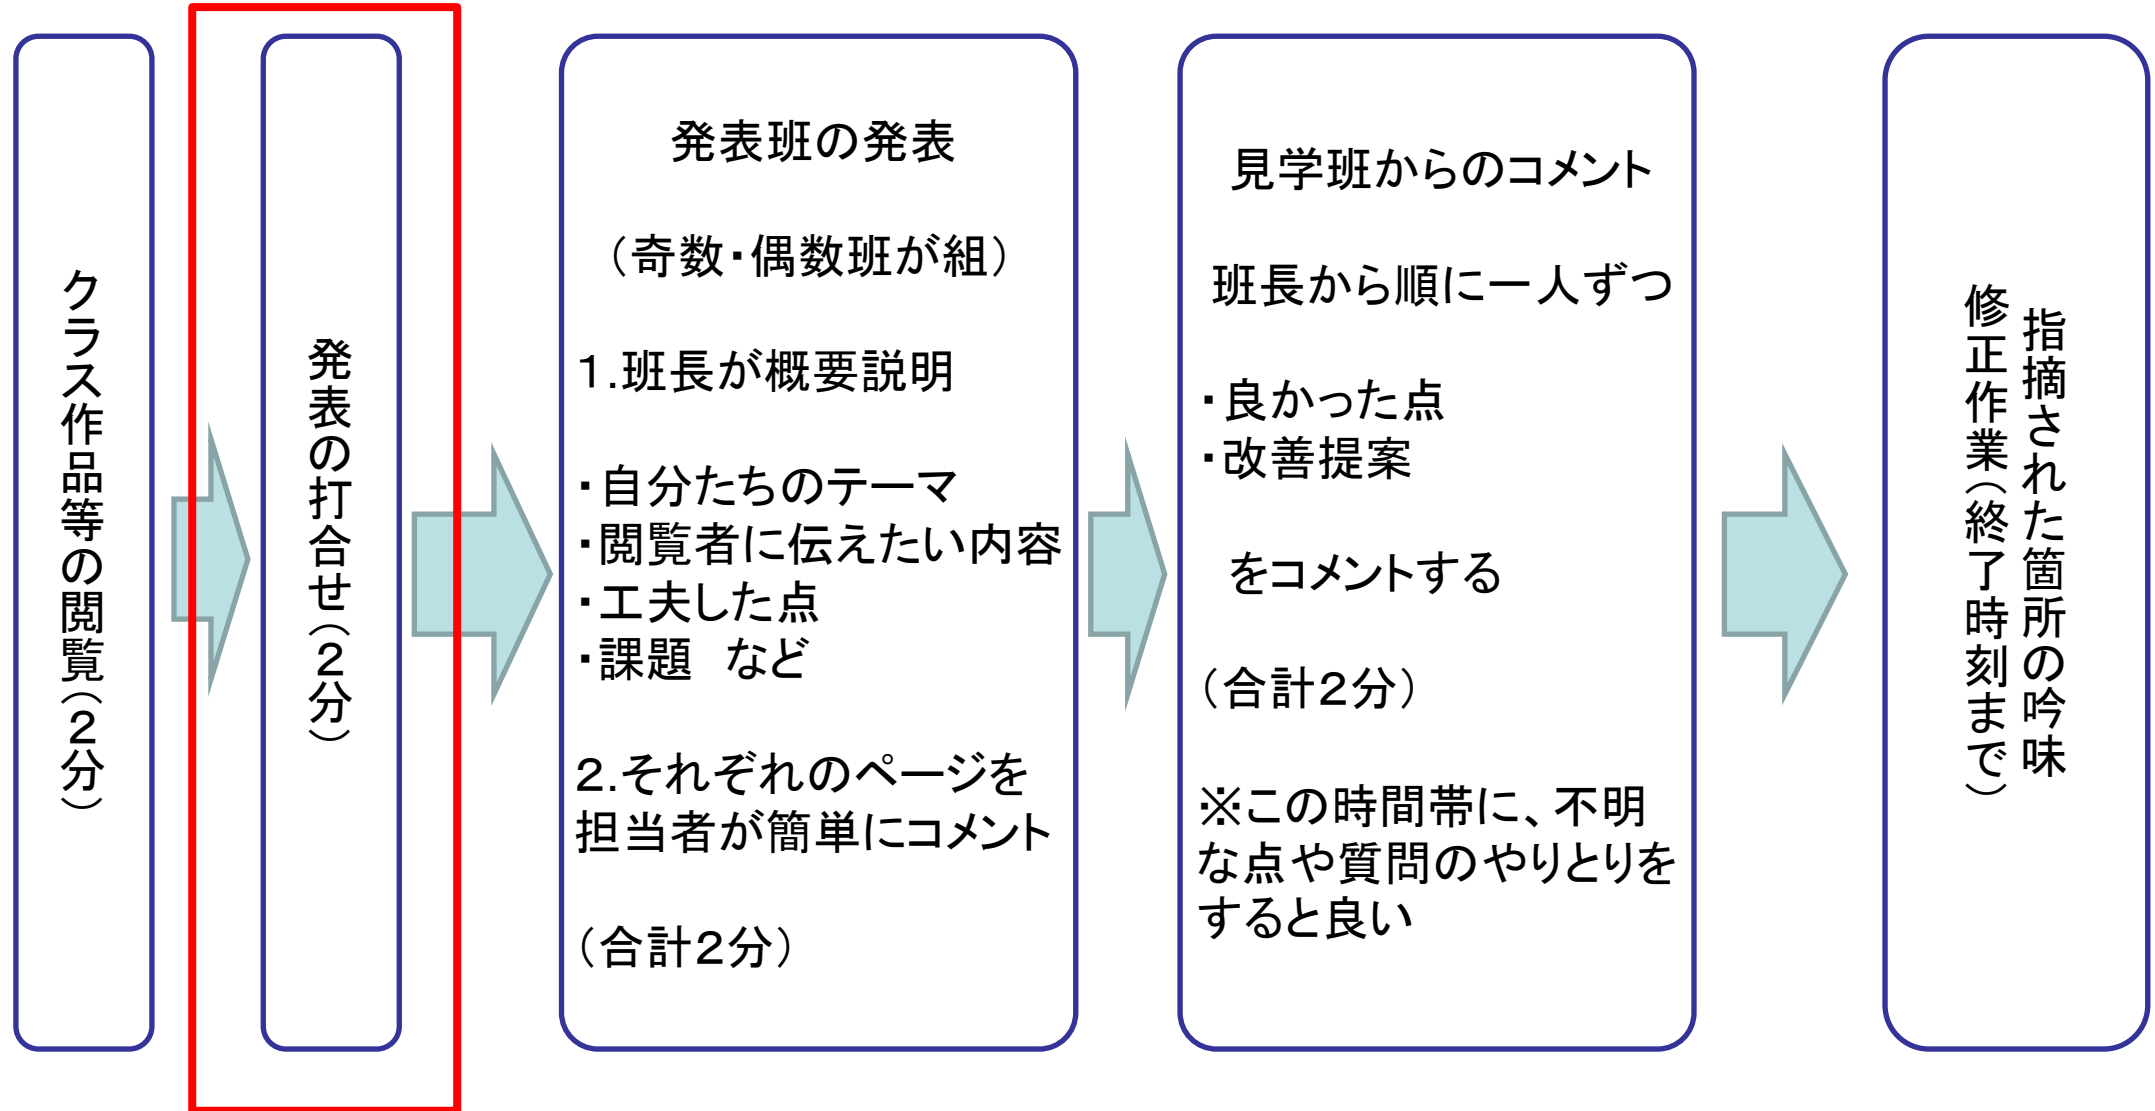 クラス作品等の閲覧（２分）
発表の打合せ（２分）
発表班の発表
（奇数・偶数班が組）
１.班長が概要説明
・自分たちのテーマ
・閲覧者に伝えたい内容
・工夫した点
・課題　など
２.それぞれのページを
担当者が簡単にコメント
（合計２分）
見学班からのコメント
班長から順に一人ずつ
・良かった点
・改善提案
をコメントする
（合計２分）
※この時間帯に、不明
な点や質問のやりとりを
すると良い
指摘された箇所の吟味
修正作業（終了時刻まで）